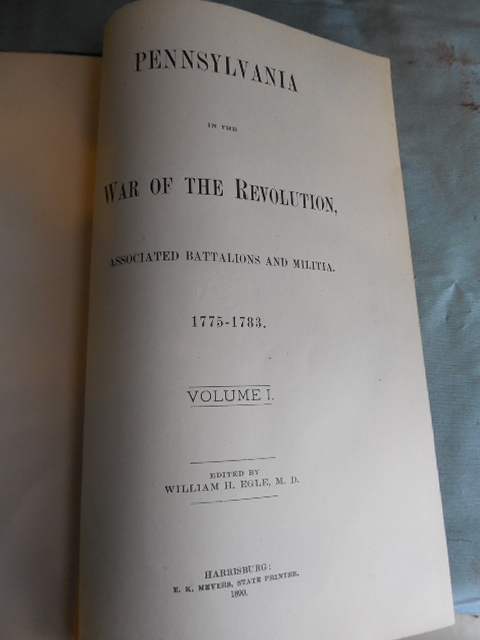 PENNSYLVANIA
IN THE
WAR OF THE REVOLUTION,
ASSOCIATED BATTALIONS AND MILITIA.
1775-1783.
VOLUME I.
EDITED BY
WILLIAM H. EGLE, M. D.
HARRISBURG:
E. K. MEYERS, STATE PRINTER.
1890.